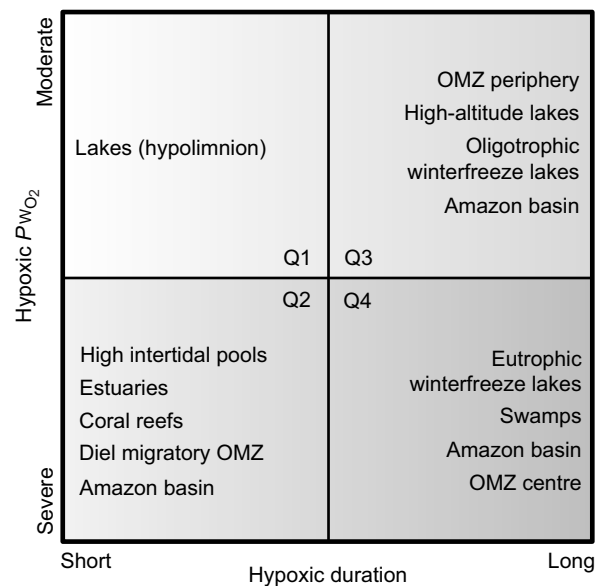 Moderate
Hypoxic PwO2
Severe
Lakes (hypolimnion)
Q1
OMZ periphery
High-altitude lakes
Oligotrophic
winterfreeze lakes
Amazon basin
Q3
Q2
High intertidal pools
Estuaries
Coral reefs
Diel migratory OMZ
Amazon basin
Q4
Eutrophic
winterfreeze lakes
Swamps
Amazon basin
OMZ centre
Short
Hypoxic duration
Long